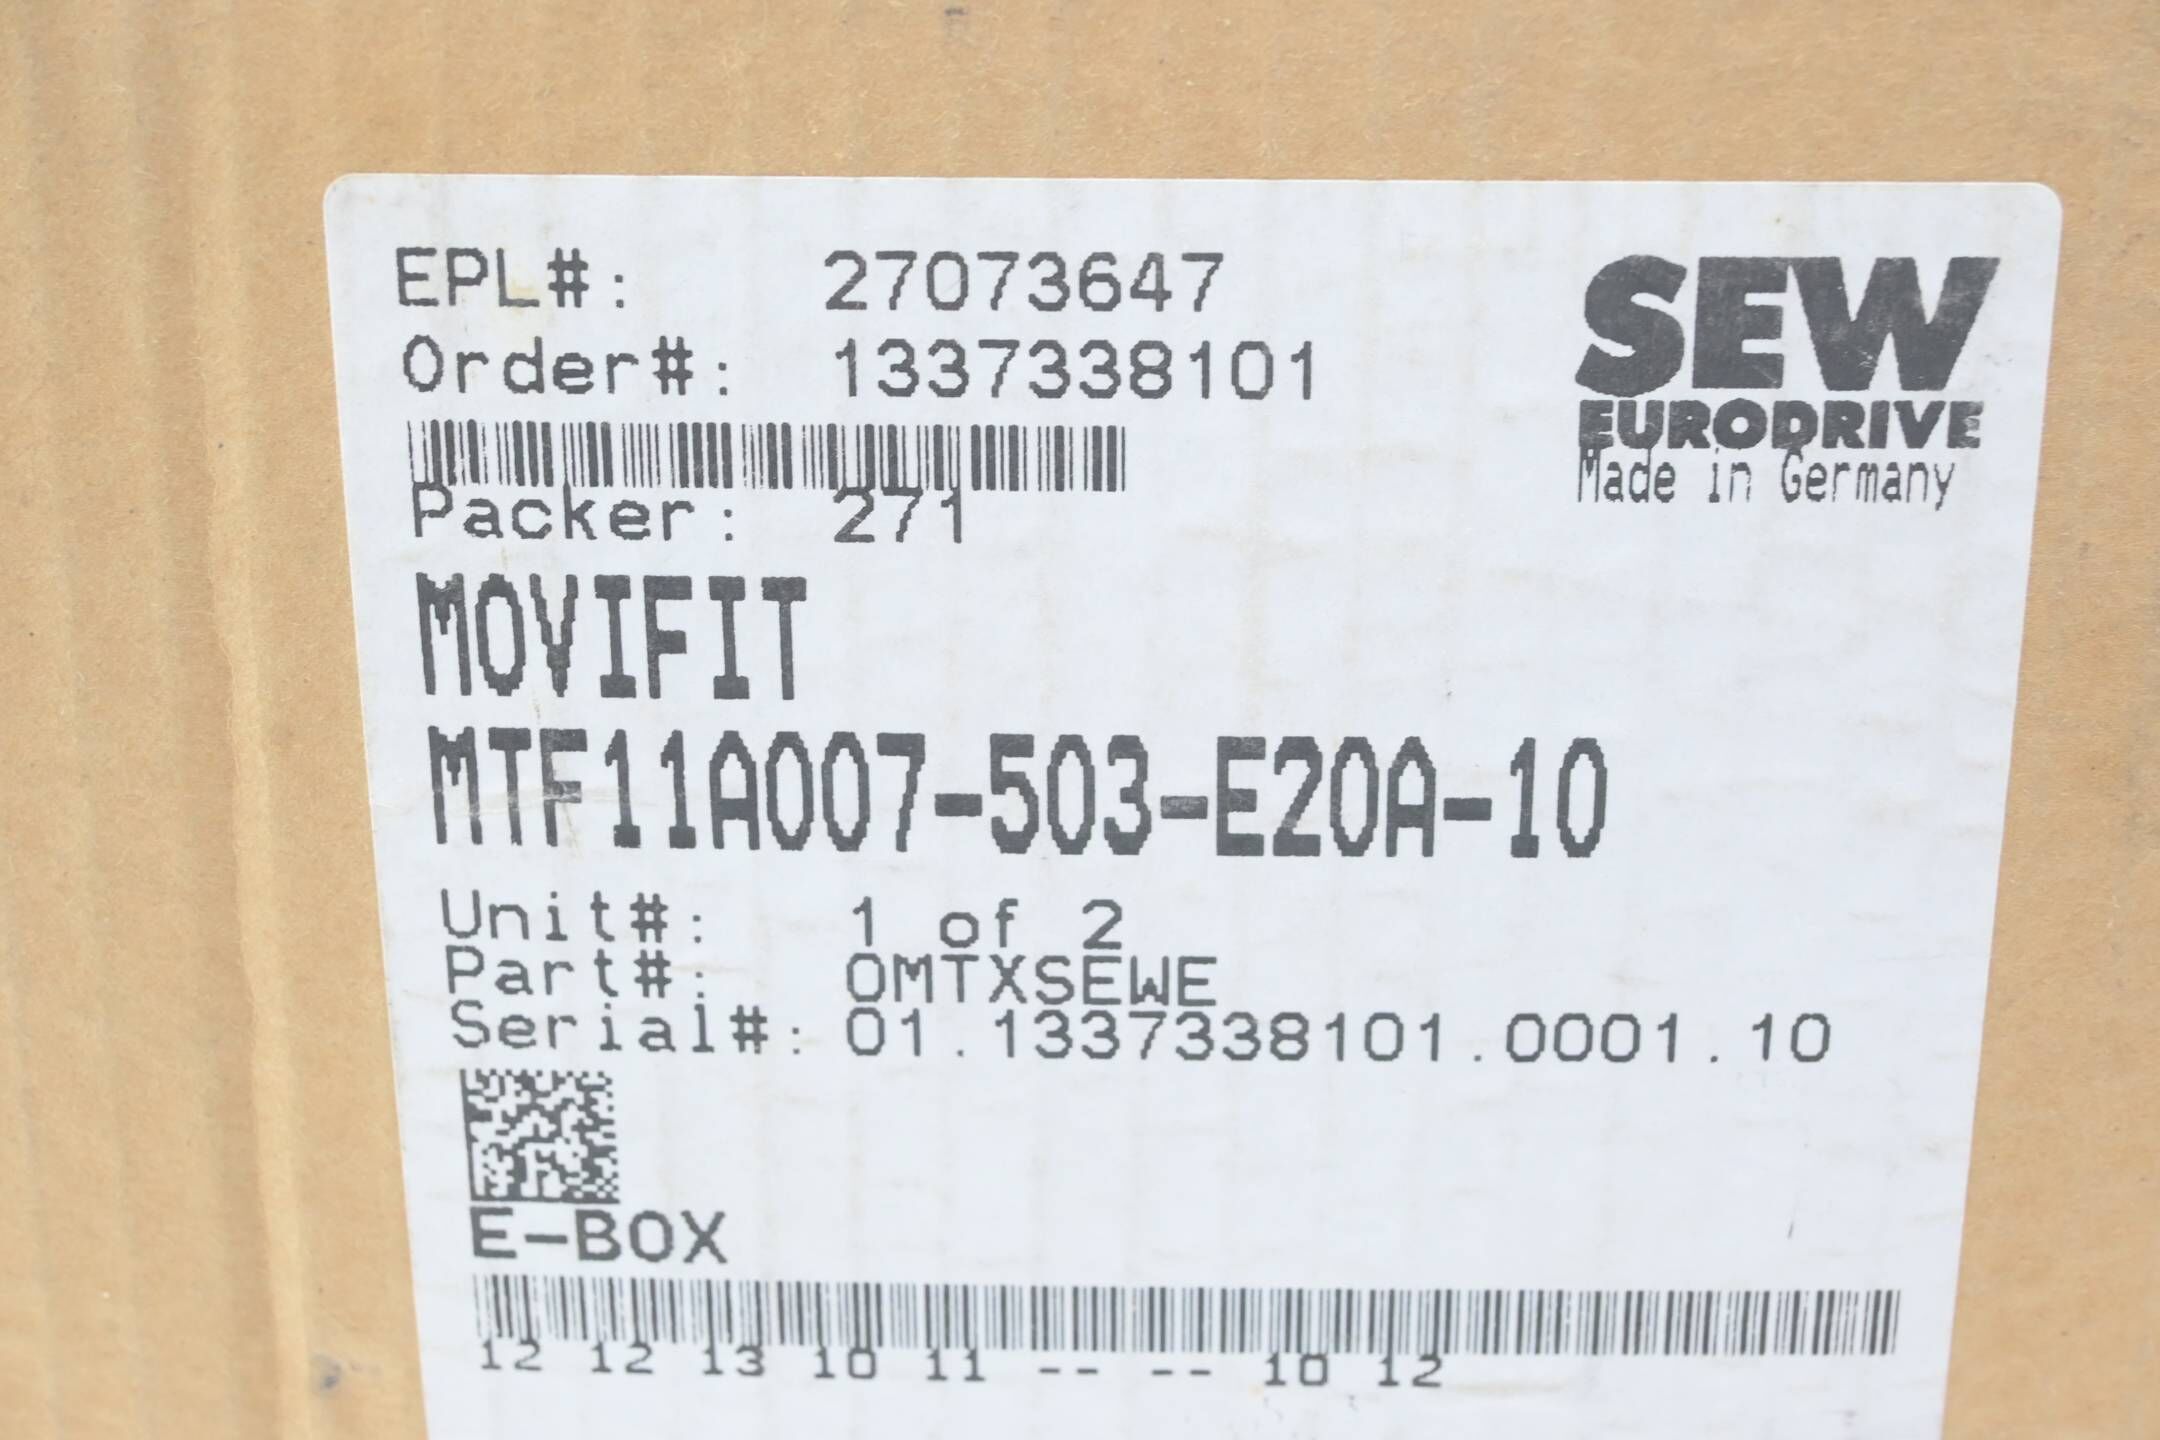 EPL#: 27073647
Order#: 1337338101
SEW
EURODRIVE
Made in Germany
Packer: 271
MOVIFIT
MTF11A007-503-E20A-10
Unit#: 1 of 2
Part#: OMTXSEWE
Serial#: 01.1337338101.0001.10
E-BOX
12 12 13 10 11 -- -- 10 12